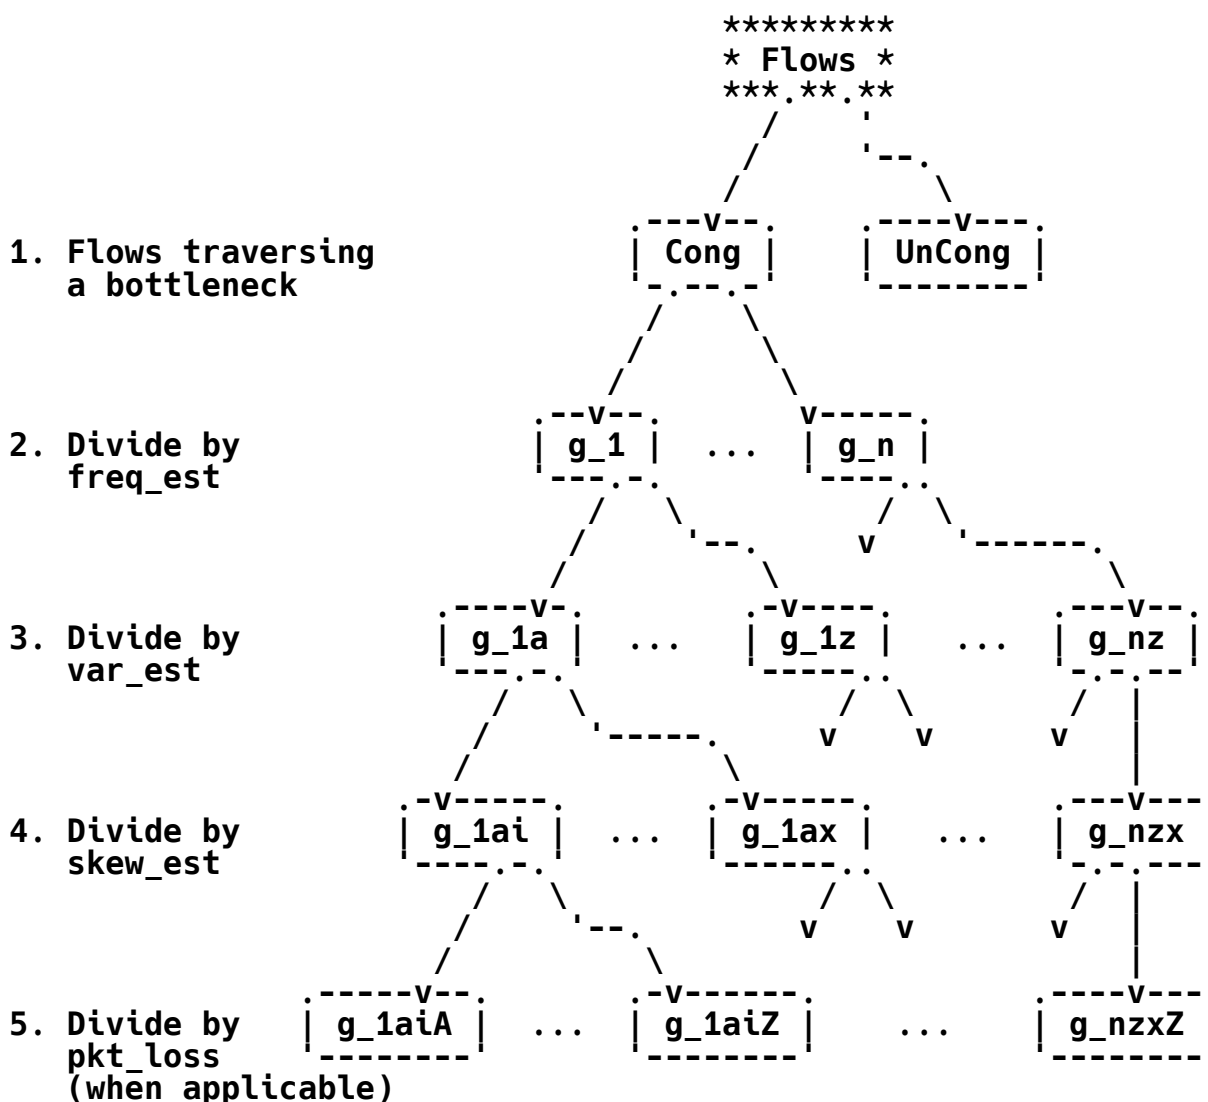 * Flows *
1. Flows traversing a bottleneck
Cong
UnCong
2. Divide by freq_est
g_1 ... g_n
3. Divide by var_est
g_1a ... g_1z ... g_nz
4. Divide by skew_est
g_1ai ... g_1ax ... g_nzx
5. Divide by pkt_loss (when applicable)
g_1aiA ... g_1aiZ ... g_nzxZ